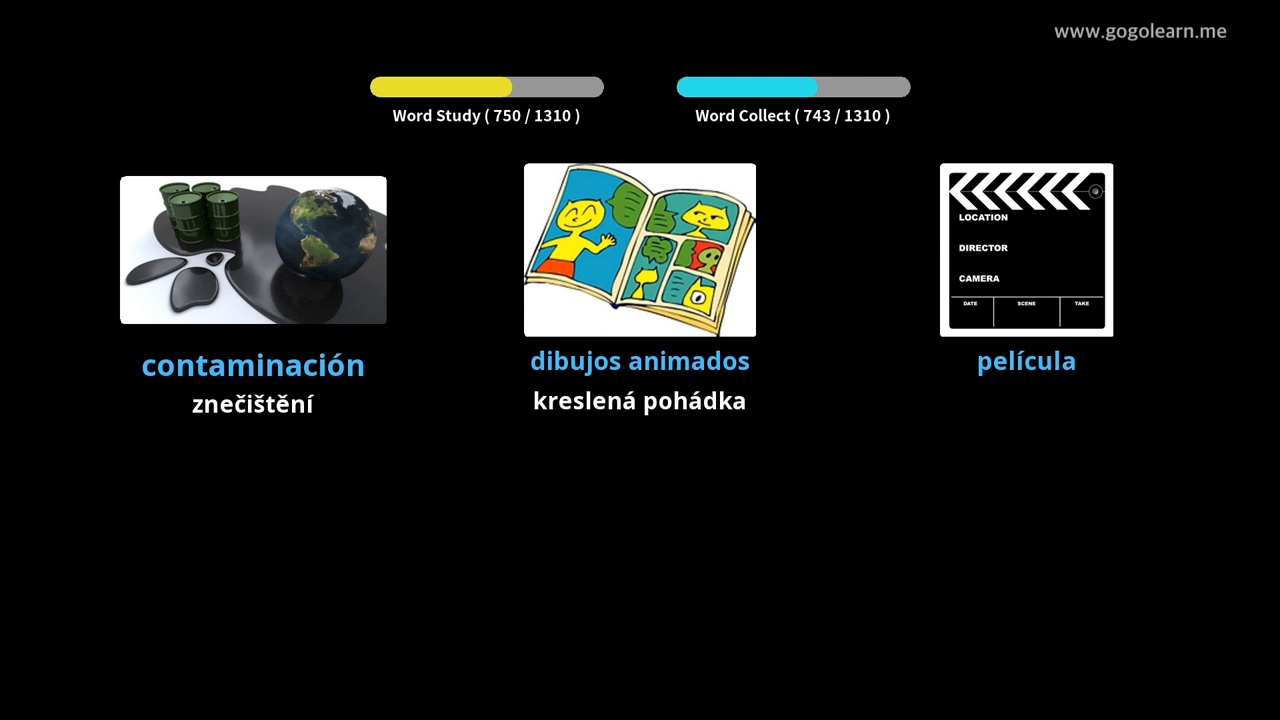 www.gogolearn.me
Word Study ( 750 / 1310 )
Word Collect ( 743 / 1310 )
LOCATION
DIRECTOR
CAMERA
DATE
SCENE
TAKE
contaminación
dibujos animados
película
znečištění
kreslená pohádka